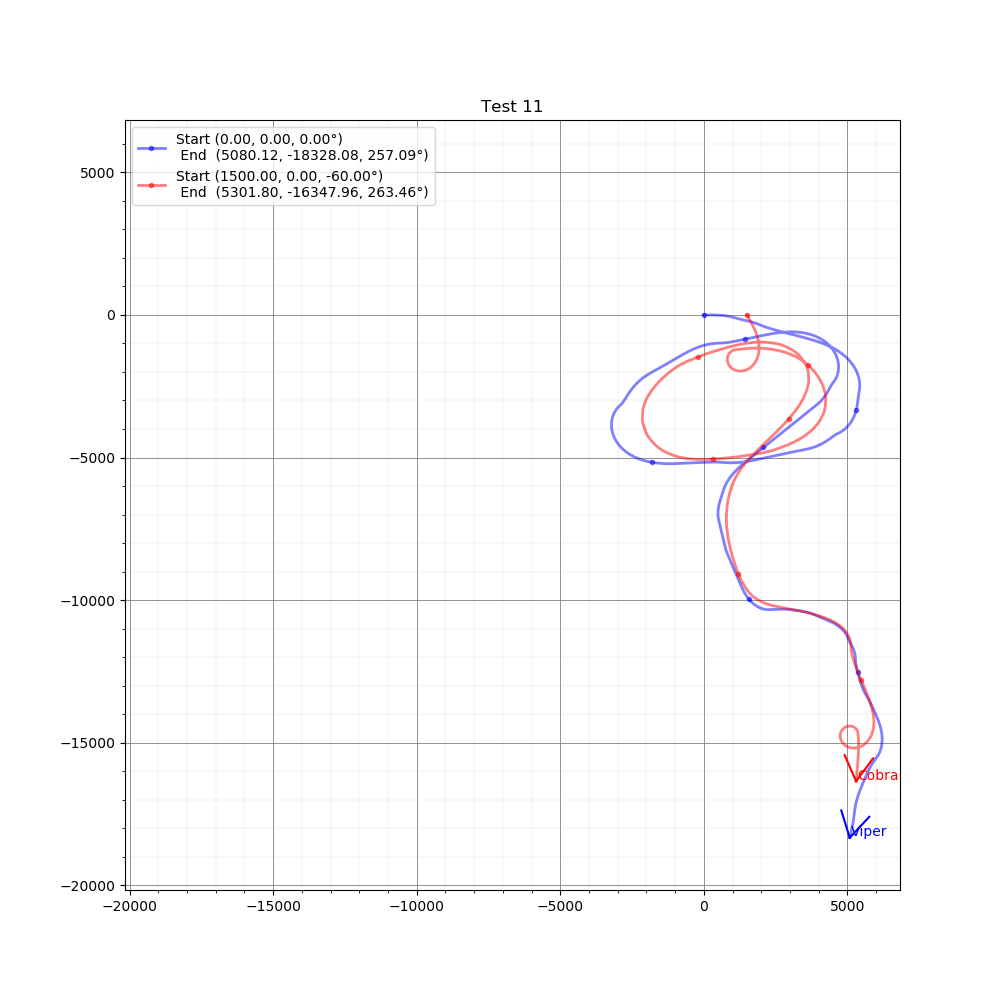 Test 11
Start (0.00, 0.00, 0.00°)
End (5080.12, -18328.08, 257.09°)
Start (1500.00, 0.00, -60.00°)
End (5301.80, -16347.96, 263.46°)
5000
0
−5000
−10000
−15000
−20000
Cobra
Viper
−20000 −15000 −10000 −5000 0 5000